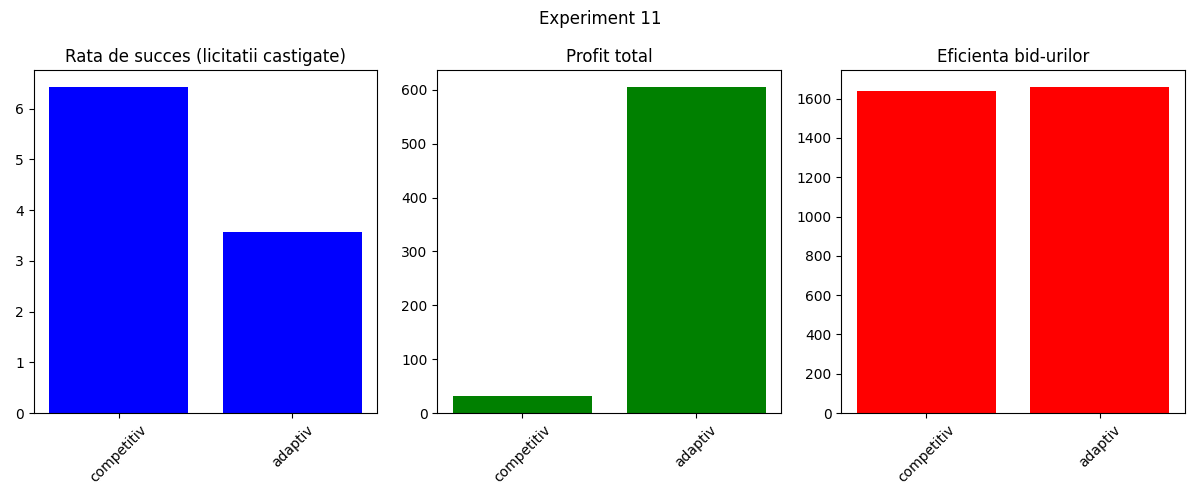 Experiment 11
Rata de succes (licitatii castigate)
6
5
4
3
2
1
0
competitiv
adaptiv
Profit total
600
500
400
300
200
100
0
competitiv
adaptiv
Eficienta bid-urilor
1600
1400
1200
1000
800
600
400
200
0
competitiv
adaptiv